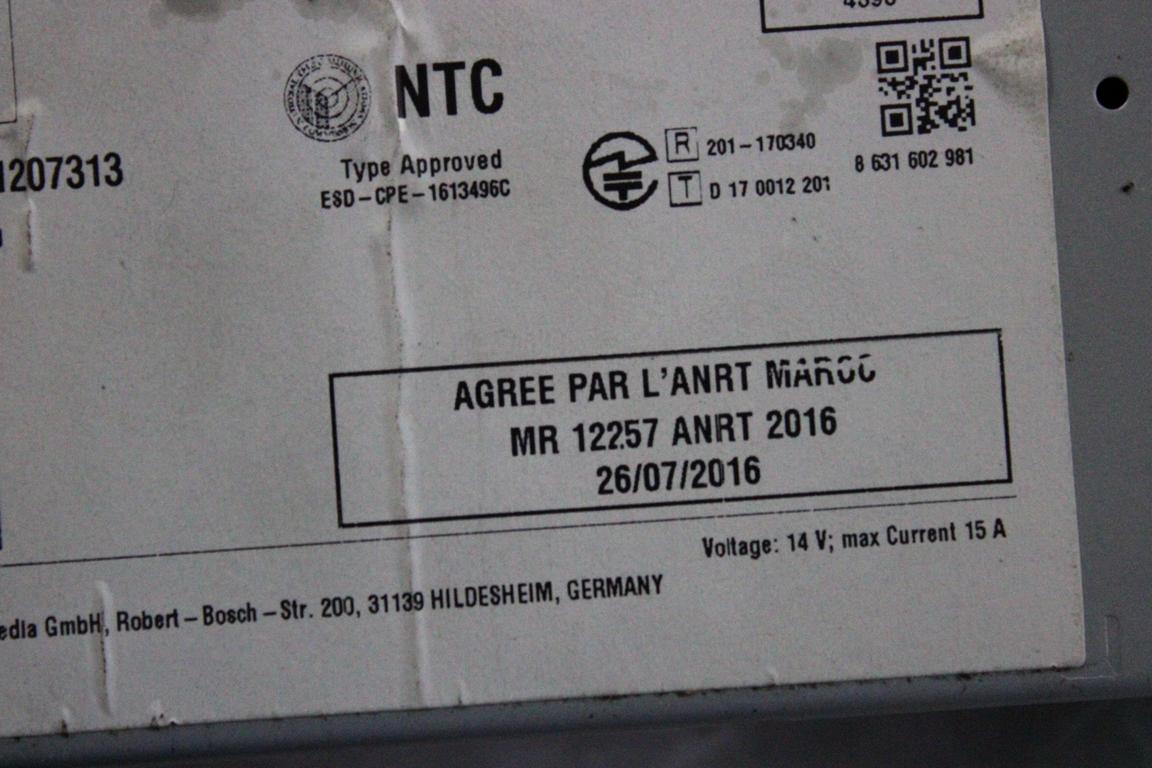 NTC
Type Approved
ESD-CPE-1613496C
1207313
R 201-170340
T D 17 0012 201
8 631 602 981
AGREE PAR L'ANRT MAROC
MR 12257 ANRT 2016
26/07/2016
Voltage: 14 V; max Current 15 A
GmbH, Robert-Bosch-Str. 200, 31139 HILDESHEIM, GERMANY